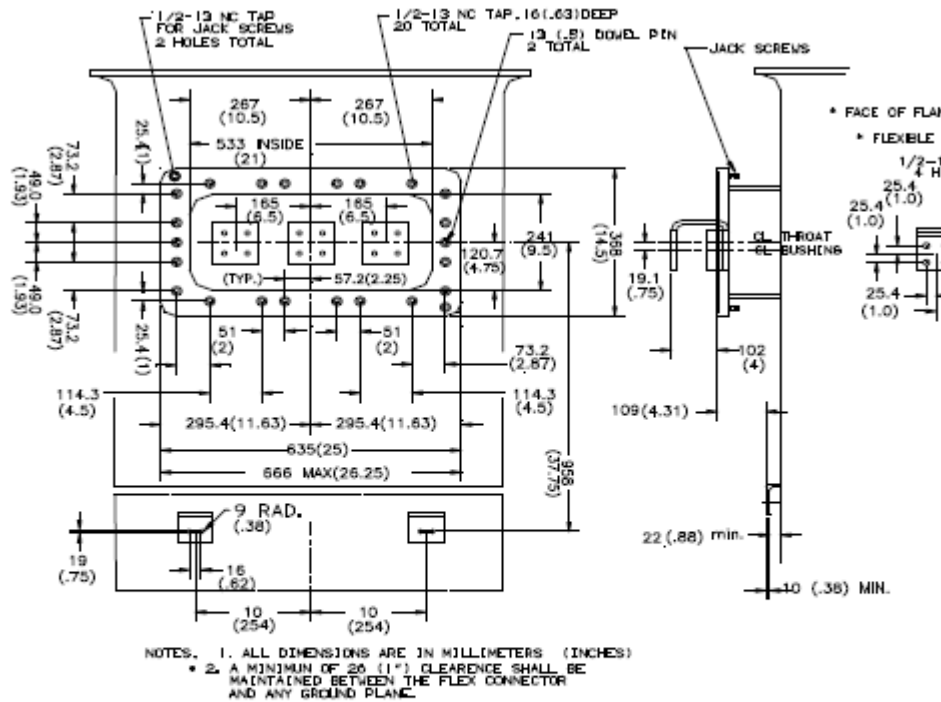 1/2-13 NC TAP
FOR JACK SCREWS
2 HOLES TOTAL
1/2-13 NC TAP.16(.63)DEEP
20 TOTAL
13 (.5) DOWEL PIN
2 TOTAL
JACK SCREWS
267
(10.5)
267
(10.5)
533 INSIDE
(21)
25.4(1)
73.2
(2.87)
49.0
(1.93)
165
(6.5)
165
(6.5)
(TYP.)
57.2(2.25)
120.7
(4.75)
241
(9.5)
368
(14.5)
49.0
(1.93)
73.2
(2.87)
25.4(1)
51
(2)
51
(2)
73.2
(2.87)
114.3
(4.5)
114.3
(4.5)
295.4(11.63)
295.4(11.63)
635(25)
666 MAX(26.25)
958
(37.75)
9 RAD.
(.38)
19
(.75)
16
(.62)
10
(254)
10
(254)
* FACE OF FLAN
* FLEXIBLE
1/2-1
4 H
25.4
(1.0)
25.4
(1.0)
25.4
(1.0)
CL THROAT
CL BUSHING
19.1
(.75)
102
(4)
109(4.31)
22(.88) min.
10 (.38) MIN.
NOTES. 1. ALL DIMENSIONS ARE IN MILLIMETERS (INCHES)
* 2. A MINIMUN OF 26 (1") CLEARENCE SHALL BE
MAINTAINED BETWEEN THE FLEX CONNECTOR
AND ANY GROUND PLANE.